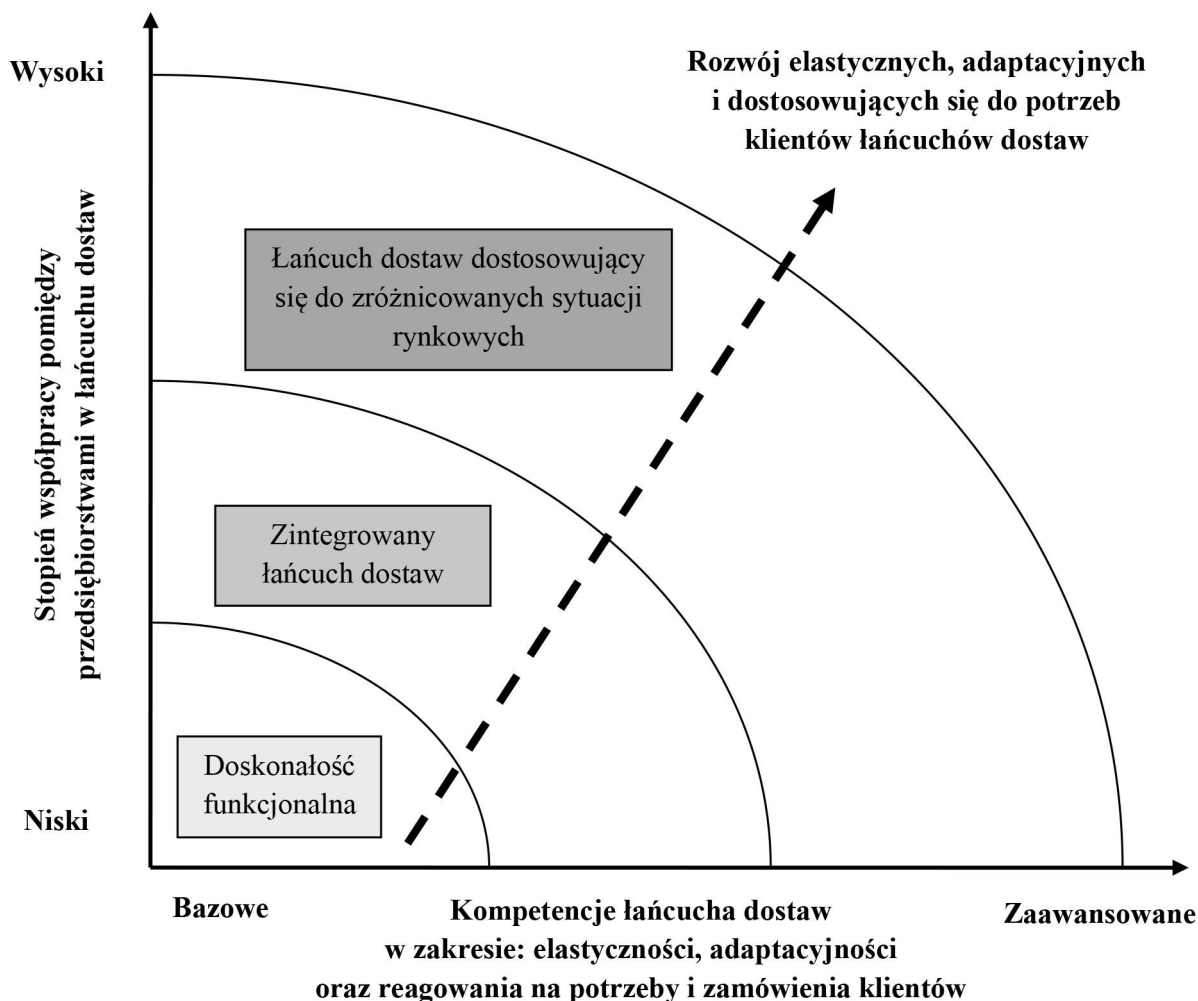 Wysoki
Rozwój elastycznych, adaptacyjnych
i dostosowujących się do potrzeb
klientów łańcuchów dostaw
Stopień współpracy pomiędzy
przedsiębiorstwami w łańcuchu dostaw
Łańcuch dostaw dostosowujący
się do zróżnicowanych sytuacji
rynkowych
Zintegrowany
łańcuch dostaw
Doskonałość
funkcjonalna
Niski
Bazowe
Kompetencje łańcucha dostaw
w zakresie: elastyczności, adaptacyjności
oraz reagowania na potrzeby i zamówienia klientów
Zaawansowane